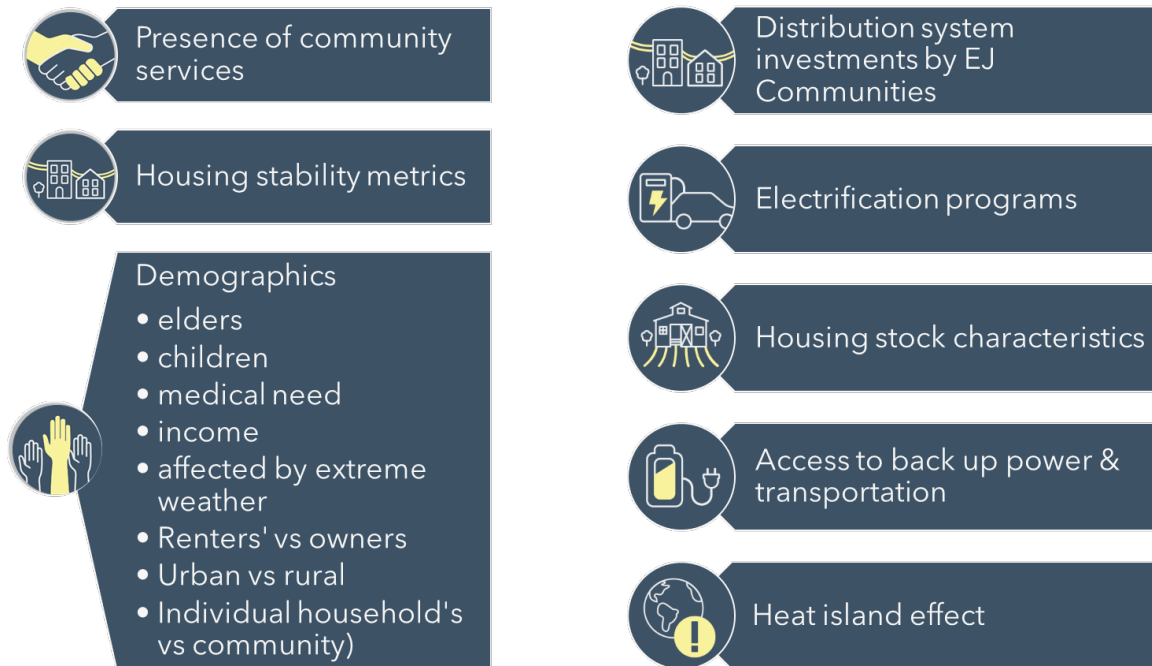 Presence of community
services
Housing stability metrics
Demographics
• elders
• children
• medical need
• income
• affected by extreme
weather
• Renters' vs owners
• Urban vs rural
• Individual household's
vs community)
Distribution system
investments by EJ
Communities
Electrification programs
Housing stock characteristics
Access to back up power &
transportation
Heat island effect